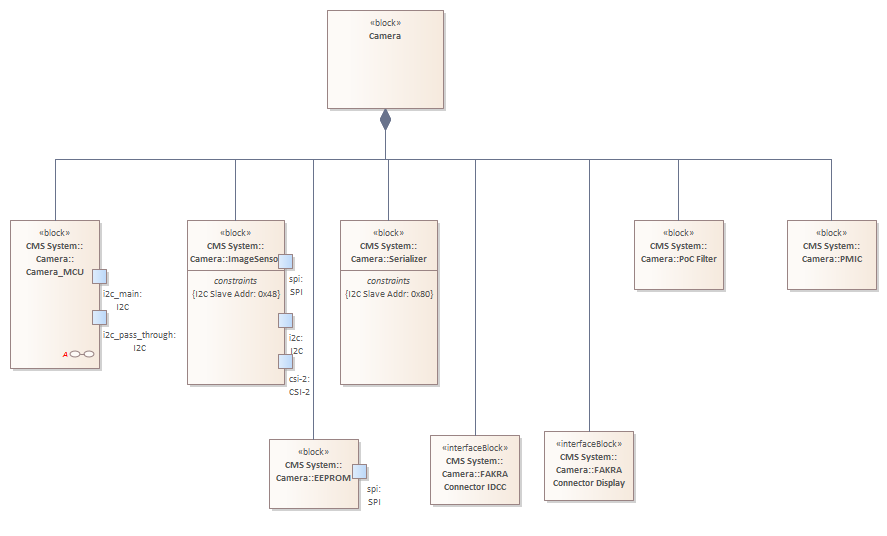 «block»
Camera
«block»
CMS System::
Camera::
Camera_MCU
i2c_main:
I2C
i2c_pass_through:
I2C
A
«block»
CMS System::
Camera::ImageSenso
constraints
{I2C Slave Addr: 0x48}
spi:
SPI
i2c:
I2C
csi-2:
CSI-2
«block»
CMS System::
Camera::Serializer
constraints
{I2C Slave Addr: 0x80}
«block»
CMS System::
Camera::PoC Filter
«block»
CMS System::
Camera::PMIC
«block»
CMS System::
Camera::EEPROM
spi:
SPI
«interfaceBlock»
CMS System::
Camera::FAKRA
Connector IDCC
«interfaceBlock»
CMS System::
Camera::FAKRA
Connector Display